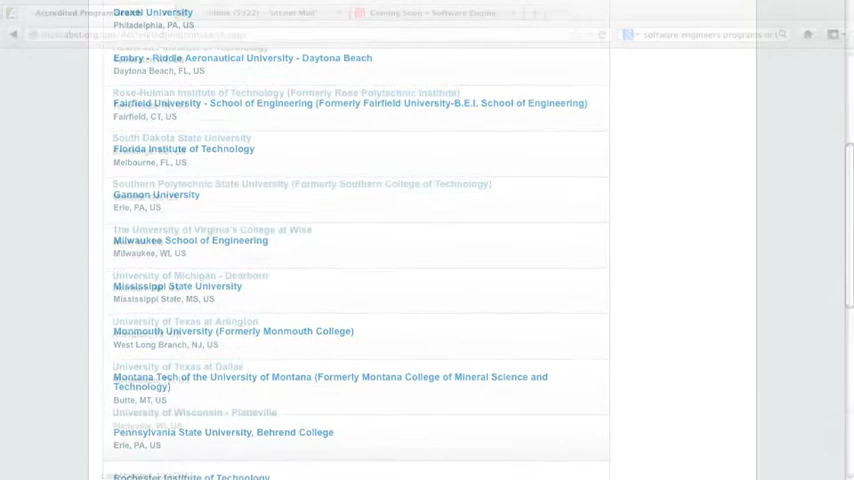 Drexel University
Philadelphia, PA, US
Embry - Riddle Aeronautical University - Daytona Beach
Daytona Beach, FL, US
Rose-Hulman Institute of Technology (Formerly Rose Polytechnic Institute)
Fairfield University - School of Engineering (Formerly Fairfield University-B.E.I. School of Engineering)
Fairfield, CT, US
South Dakota State University
Florida Institute of Technology
Melbourne, FL, US
Southern Polytechnic State University (Formerly Southern College of Technology)
Gannon University
Erie, PA, US
The University of Virginia's College at Wise
Milwaukee School of Engineering
Milwaukee, WI, US
University of Michigan - Dearborn
Mississippi State University
Mississippi State, MS, US
University of Texas at Arlington
Monmouth University (Formerly Monmouth College)
West Long Branch, NJ, US
University of Texas at Dallas
Montana Tech of the University of Montana (Formerly Montana College of Mineral Science and
Technology)
Butte, MT, US
University of Wisconsin - Platteville
Platteville, WI, US
Pennsylvania State University, Behrend College
Erie, PA, US
Rochester Institute of Technology